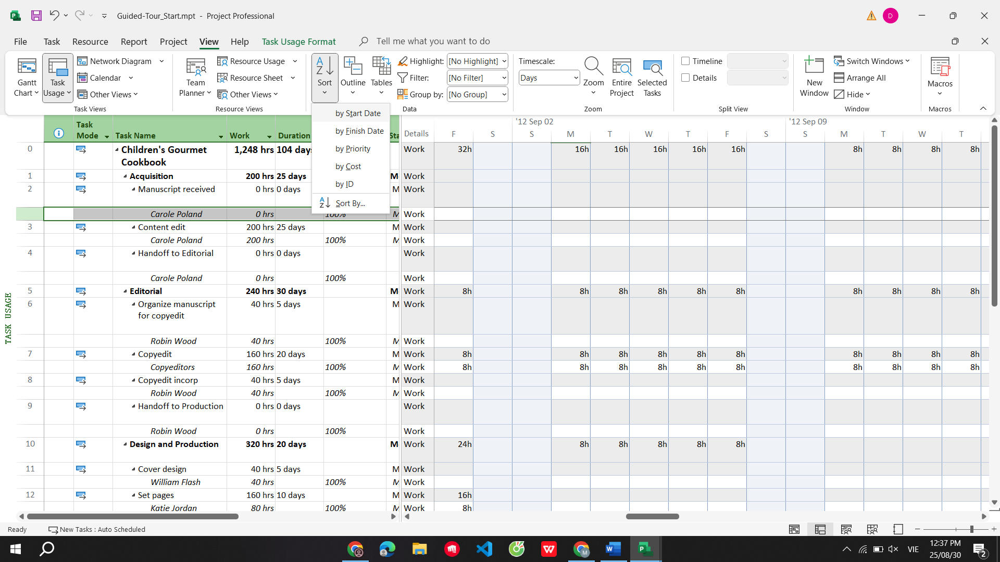 Guided-Tour_Start.mpt - Project Professional
D
File Task Resource Report Project View Help Task Usage Format Tell me what you want to do
Gantt Chart
Task Usage
Network Diagram
Calendar
Other Views
Task Views
Team Planner
Resource Usage
Resource Sheet
Other Views
Resource Views
Sort
Outline
Tables
Highlight: [No Highlight]
Filter: [No Filter]
Group by: [No Group]
Data
Timescale:
Days
Zoom
Entire Project
Selected Tasks
Zoom
Timeline
Details
Split View
New Window
Switch Windows
Arrange All
Hide
Window
Macros
Macros
by Start Date
by Finish Date
by Priority
by Cost
by ID
Sort By...
TASK USAGE
Task Mode Task Name Work Duration Sta Details '12 Sep 02 '12 Sep 09
F S S M T W T F S S M T W T
0 Children's Gourmet Cookbook 1,248 hrs 104 days Work 32h 16h 16h 16h 16h 16h 8h 8h 8h 8h
1 Acquisition 200 hrs 25 days M Work
2 Manuscript received 0 hrs 0 days M Work
Carole Poland 0 hrs 100% M Work
3 Content edit 200 hrs 25 days M Work
Carole Poland 200 hrs 100% M Work
4 Handoff to Editorial 0 hrs 0 days Work
Carole Poland 0 hrs 100% Work
5 Editorial 240 hrs 30 days M Work 8h 8h 8h 8h 8h 8h 8h 8h 8h 8h
6 Organize manuscript for copyedit 40 hrs 5 days M Work
Robin Wood 40 hrs 100% M Work
7 Copyedit 160 hrs 20 days M Work 8h 8h 8h 8h 8h 8h 8h 8h 8h 8h
Copyeditors 160 hrs 100% M Work 8h 8h 8h 8h 8h 8h 8h 8h 8h 8h
8 Copyedit incorp 40 hrs 5 days M Work
Robin Wood 40 hrs 100% M Work
9 Handoff to Production 0 hrs 0 days Work
Robin Wood 0 hrs 100% Work
10 Design and Production 320 hrs 20 days M Work 24h 8h 8h 8h 8h 8h
11 Cover design 40 hrs 5 days M Work
William Flash 40 hrs 100% M Work
12 Set pages 160 hrs 10 days M Work 16h
Katie Jordan 80 hrs 100% M Work 8h
Ready New Tasks : Auto Scheduled
VIE
12:37 PM
25/08/30
2